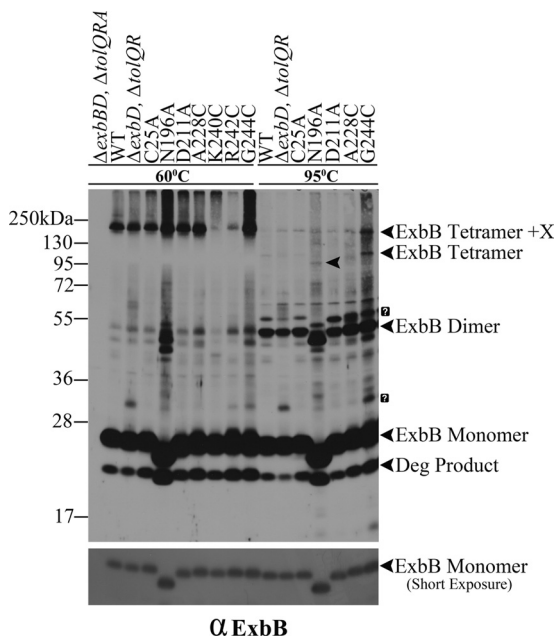 ΔexbBD, ΔtolQRA
WT
ΔexbD, ΔtolQR
C25A
N196A
D211A
A228C
K240C
R242C
G244C
WT
ΔexbD, ΔtolQR
C25A
N196A
D211A
A228C
G244C
60⁰C 95⁰C
250kDa
130
95
72
55
36
28
17
ExbB Tetramer +X
ExbB Tetramer
?
ExbB Dimer
?
ExbB Monomer
Deg Product
ExbB Monomer
(Short Exposure)
α ExbB